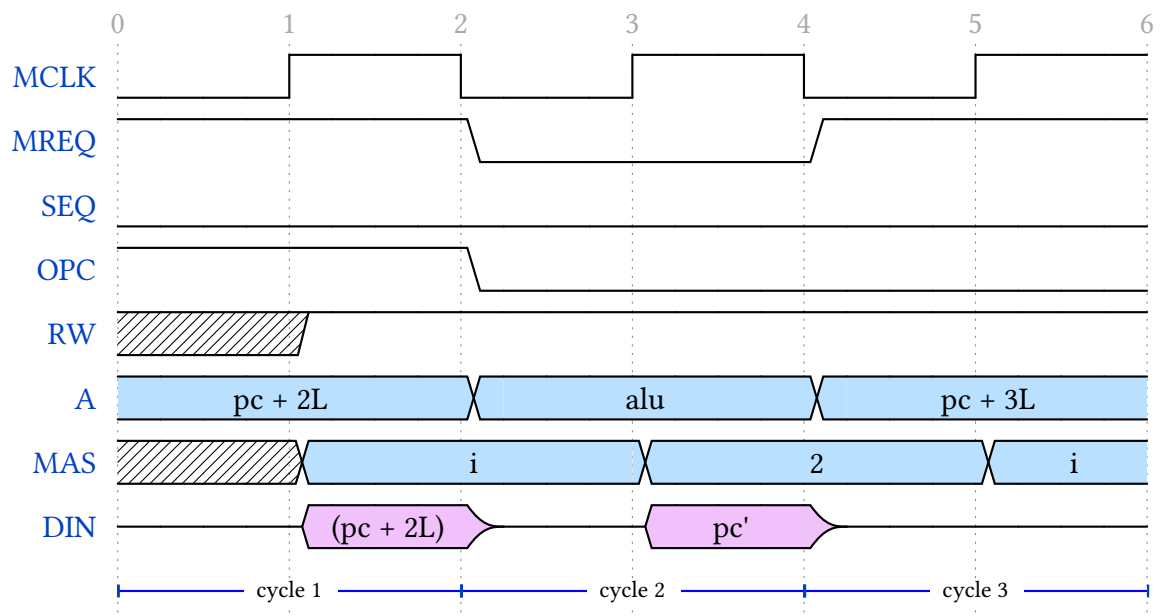 0 1 2 3 4 5 6
MCLK
MREQ
SEQ
OPC
RW
A pc + 2L alu pc + 3L
MAS i 2 i
DIN (pc + 2L) pc'
cycle 1 cycle 2 cycle 3